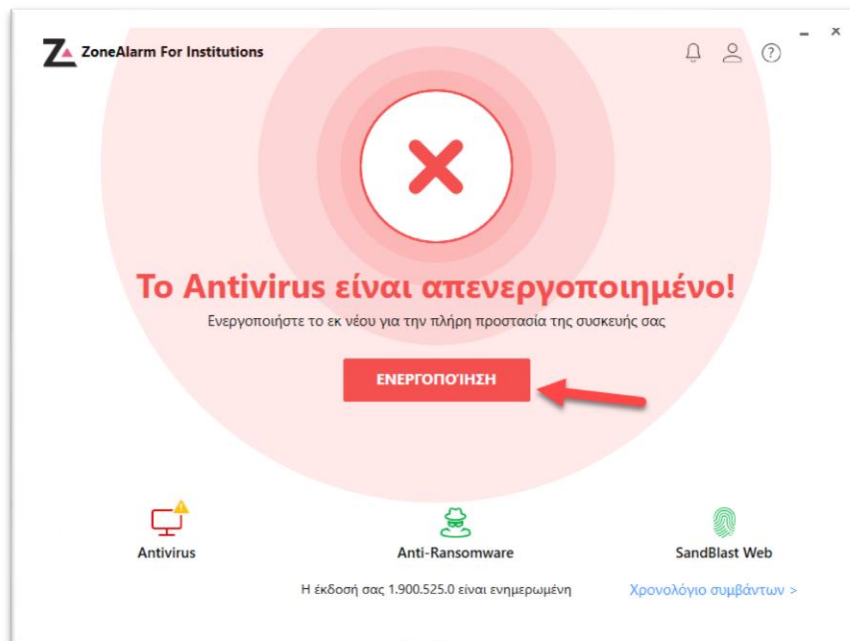 ZoneAlarm For Institutions
Το Antivirus είναι απενεργοποιημένο!
Ενεργοποιήστε το εκ νέου για την πλήρη προστασία της συσκευής σας
ΕΝΕΡΓΟΠΟΊΗΣΗ
Antivirus
Anti-Ransomware
SandBlast Web
Η έκδοσή σας 1.900.525.0 είναι ενημερωμένη
Χρονολόγιο συμβάντων >